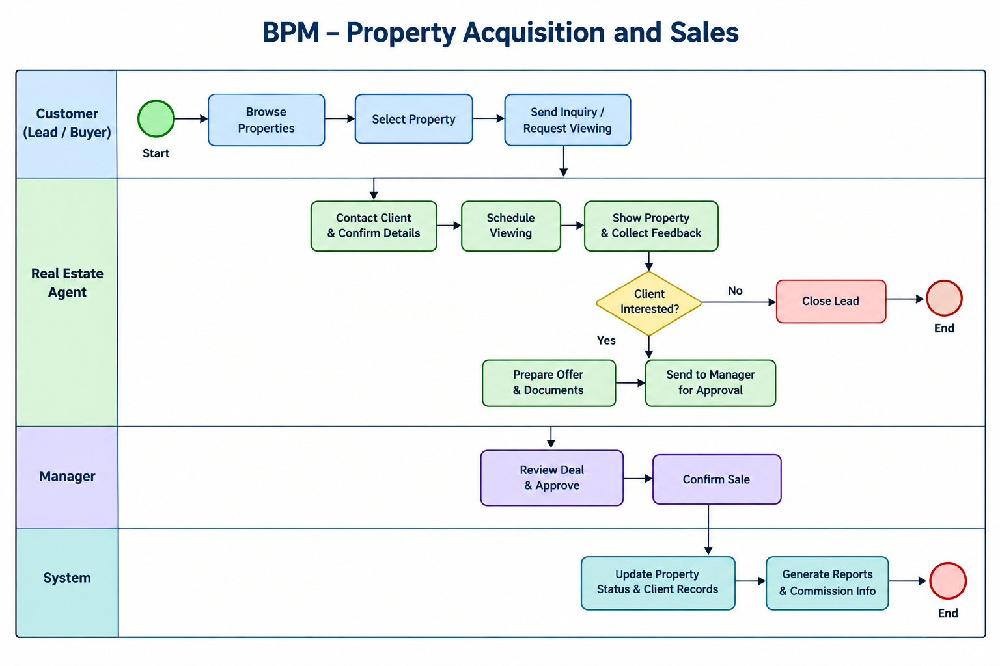 BPM – Property Acquisition and Sales
Customer
(Lead / Buyer)
Start
Browse
Properties
Select Property
Send Inquiry /
Request Viewing
Real Estate
Agent
Contact Client
& Confirm Details
Schedule
Viewing
Show Property
& Collect Feedback
Client
Interested?
No
Close Lead
End
Yes
Prepare Offer
& Documents
Send to Manager
for Approval
Manager
Review Deal
& Approve
Confirm Sale
System
Update Property
Status & Client Records
Generate Reports
& Commission Info
End